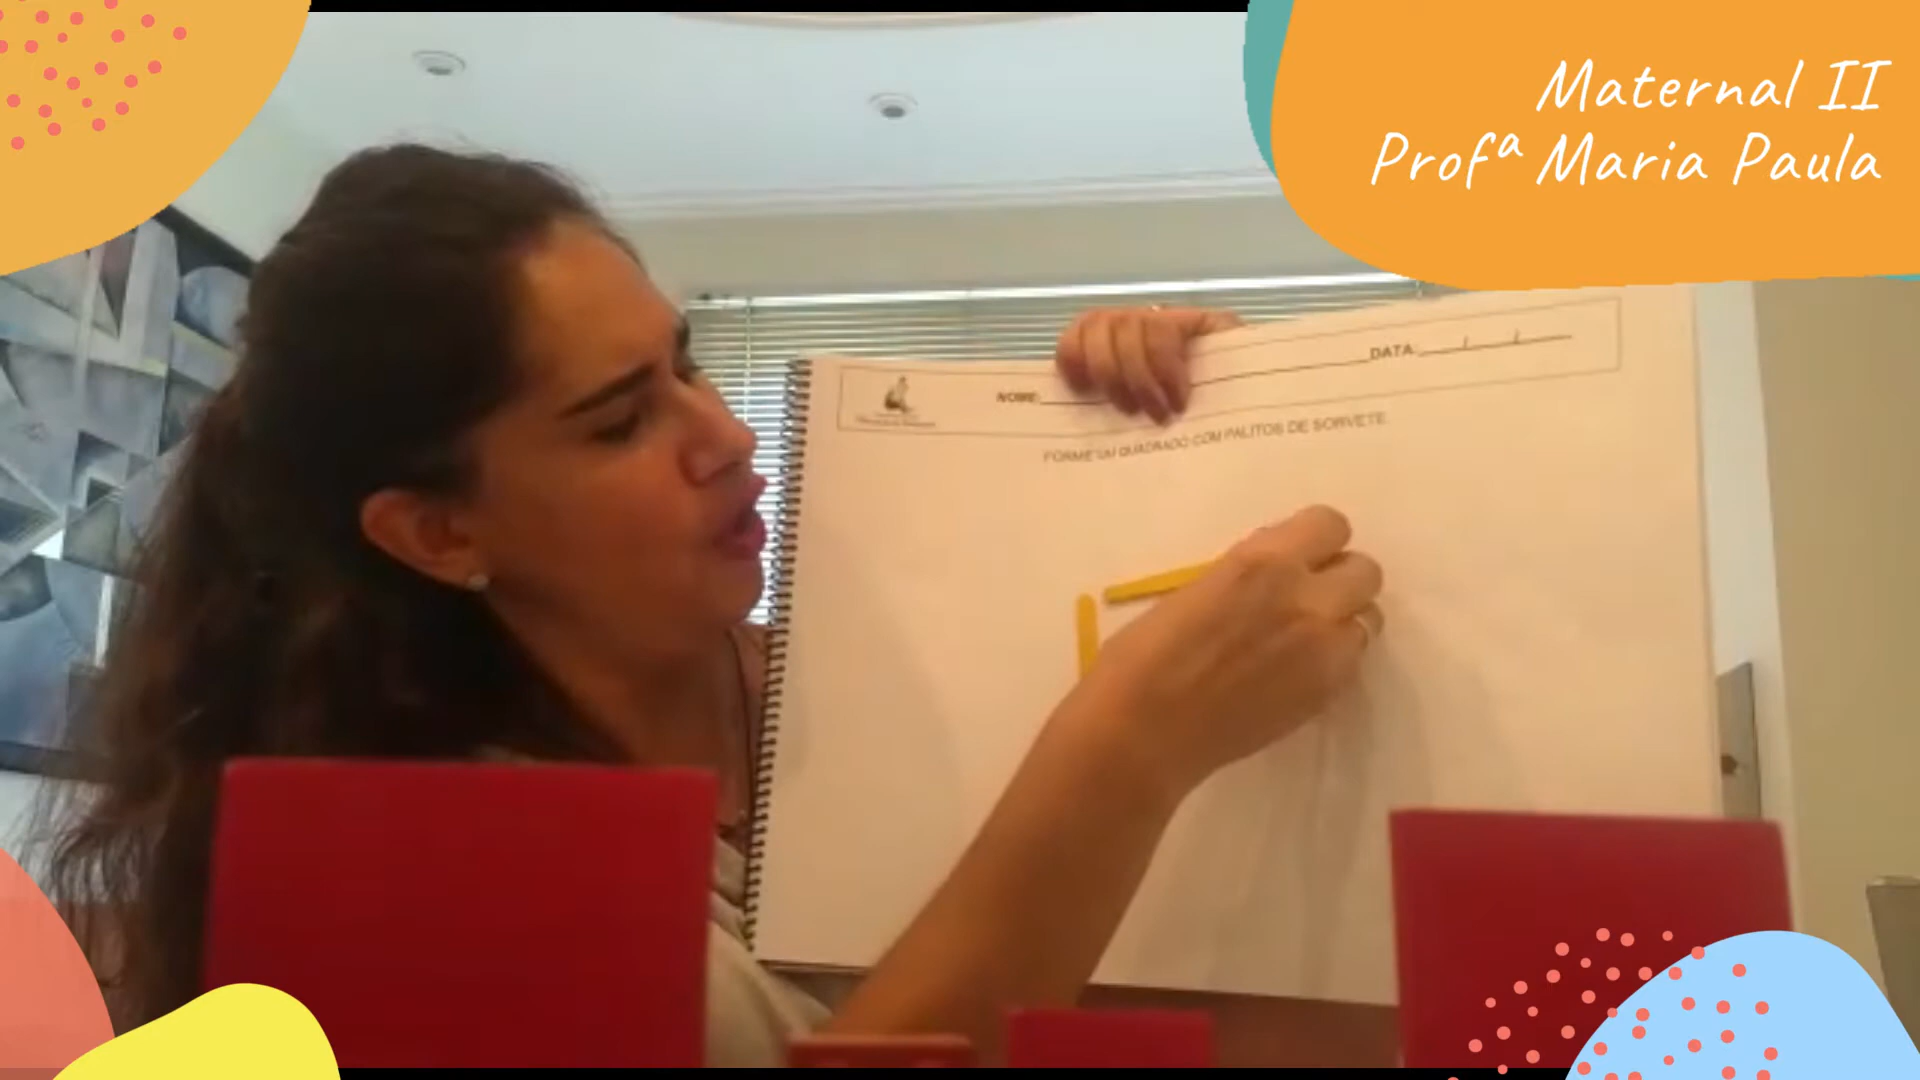 Maternal II
Profª Maria Paula
NOME: DATA: / /
FORME UM QUADRADO COM PALITOS DE SORVETE.